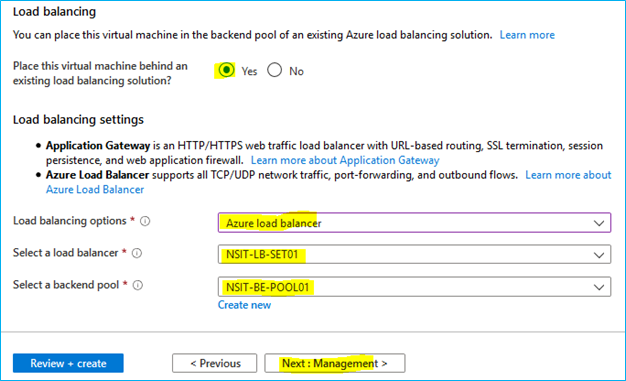 Load balancing
You can place this virtual machine in the backend pool of an existing Azure load balancing solution. Learn more
Place this virtual machine behind an
existing load balancing solution?
Yes No
Load balancing settings
• Application Gateway is an HTTP/HTTPS web traffic load balancer with URL-based routing, SSL termination, session
persistence, and web application firewall. Learn more about Application Gateway
• Azure Load Balancer supports all TCP/UDP network traffic, port-forwarding, and outbound flows. Learn more about
Azure Load Balancer
Load balancing options * Azure load balancer
Select a load balancer * NSIT-LB-SET01
Select a backend pool * NSIT-BE-POOL01
Create new
Review + create < Previous Next : Management >